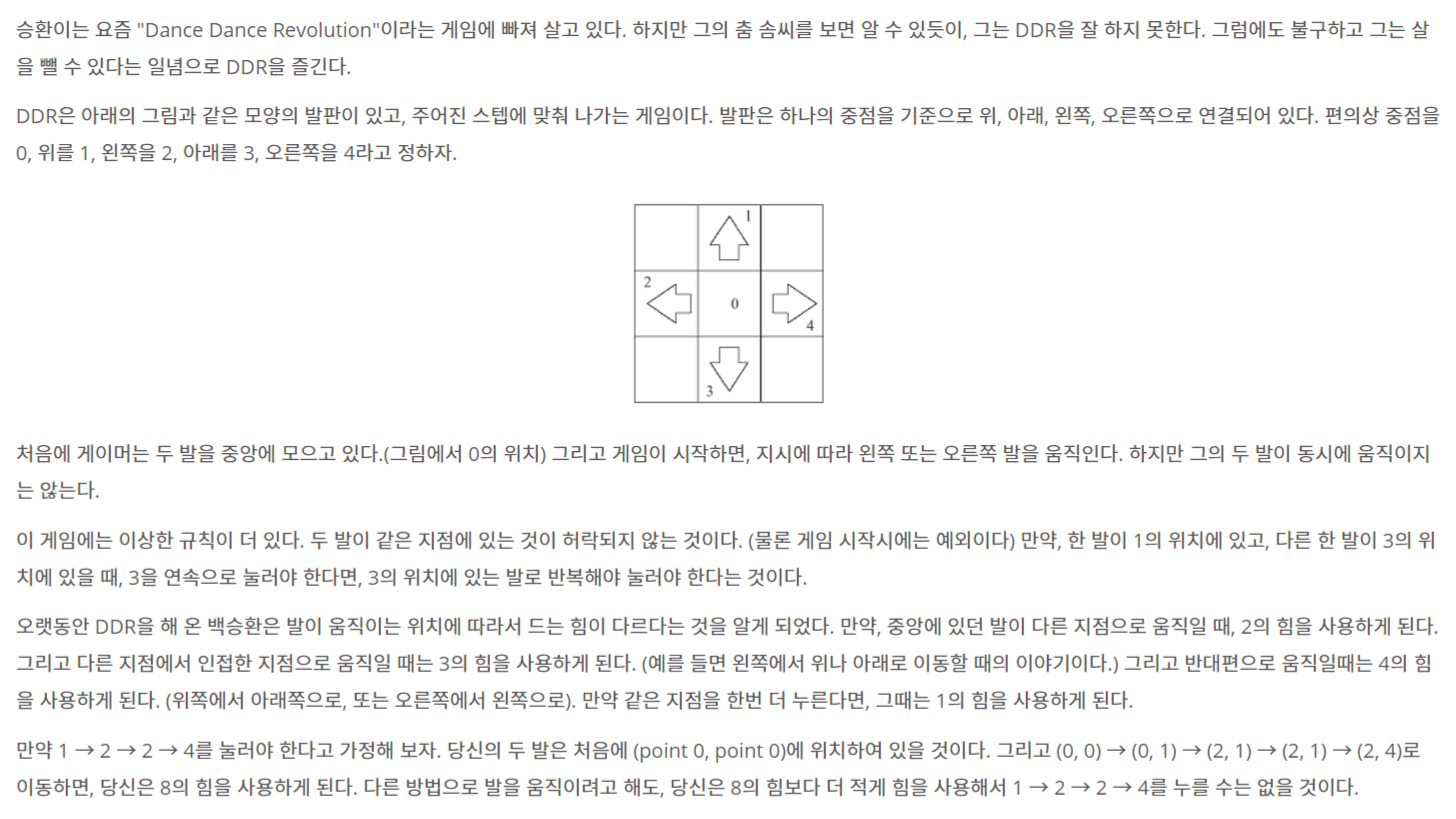 승환이는 요즘 "Dance Dance Revolution"이라는 게임에 빠져 살고 있다. 하지만 그의 춤 솜씨를 보면 알 수 있듯이, 그는 DDR을 잘 하지 못한다. 그럼에도 불구하고 그는 살
을 뺄 수 있다는 일념으로 DDR을 즐긴다.
DDR은 아래의 그림과 같은 모양의 발판이 있고, 주어진 스텝에 맞춰 나가는 게임이다. 발판은 하나의 중점을 기준으로 위, 아래, 왼쪽, 오른쪽으로 연결되어 있다. 편의상 중점을
0, 위를 1, 왼쪽을 2, 아래를 3, 오른쪽을 4라고 정하자.
1
2
0
4
3
처음에 게이머는 두 발을 중앙에 모으고 있다.(그림에서 0의 위치) 그리고 게임이 시작하면, 지시에 따라 왼쪽 또는 오른쪽 발을 움직인다. 하지만 그의 두 발이 동시에 움직이지
는 않는다.
이 게임에는 이상한 규칙이 더 있다. 두 발이 같은 지점에 있는 것이 허락되지 않는 것이다. (물론 게임 시작시에는 예외이다) 만약, 한 발이 1의 위치에 있고, 다른 한 발이 3의 위
치에 있을 때, 3을 연속으로 눌러야 한다면, 3의 위치에 있는 발로 반복해야 눌러야 한다는 것이다.
오랫동안 DDR을 해 온 백승환은 발이 움직이는 위치에 따라서 드는 힘이 다르다는 것을 알게 되었다. 만약, 중앙에 있던 발이 다른 지점으로 움직일 때, 2의 힘을 사용하게 된다.
그리고 다른 지점에서 인접한 지점으로 움직일 때는 3의 힘을 사용하게 된다. (예를 들면 왼쪽에서 위나 아래로 이동할 때의 이야기이다.) 그리고 반대편으로 움직일때는 4의 힘
을 사용하게 된다. (위쪽에서 아래쪽으로, 또는 오른쪽에서 왼쪽으로). 만약 같은 지점을 한번 더 누른다면, 그때는 1의 힘을 사용하게 된다.
만약 1 → 2 → 2 → 4를 눌러야 한다고 가정해 보자. 당신의 두 발은 처음에 (point 0, point 0)에 위치하여 있을 것이다. 그리고 (0, 0) → (0, 1) → (2, 1) → (2, 1) → (2, 4)로
이동하면, 당신은 8의 힘을 사용하게 된다. 다른 방법으로 발을 움직이려고 해도, 당신은 8의 힘보다 더 적게 힘을 사용해서 1 → 2 → 2 → 4를 누를 수는 없을 것이다.